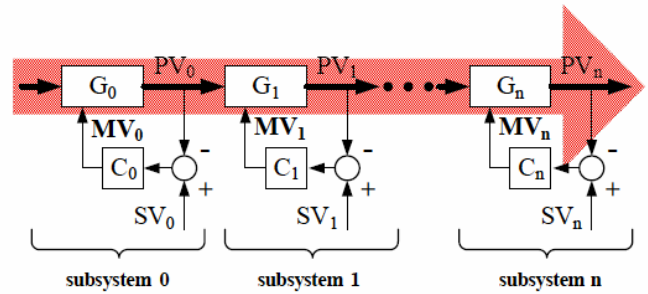 PV0 PV1 PVn
G0 G1 Gn
MV0 MV1 MVn
- - -
C0 C1 Cn
+ + +
SV0 SV1 SVn
subsystem 0 subsystem 1 subsystem n